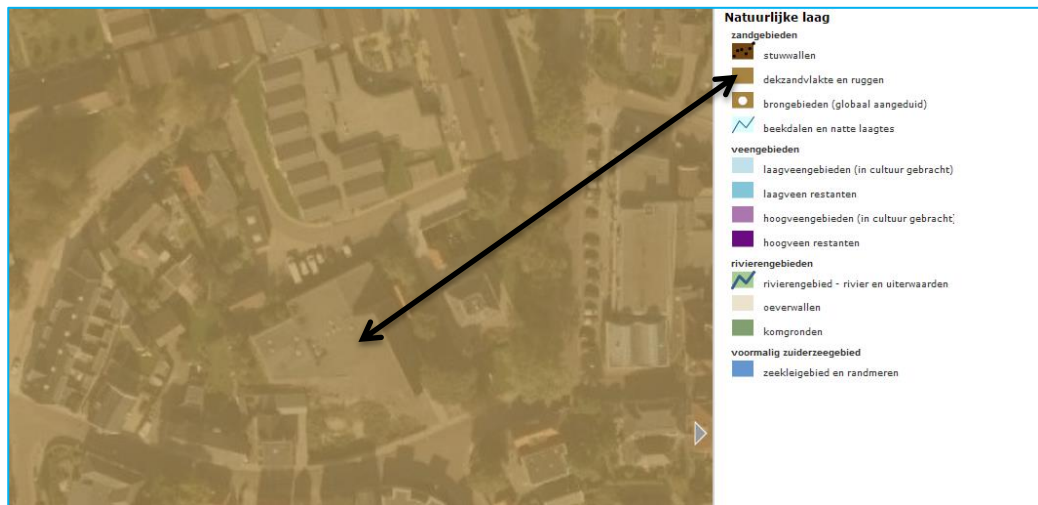 Natuurlijke laag
zandgebieden
stuwwallen
dekzandvlakte en ruggen
brongebieden (globaal aangeduid)
beekdalen en natte laagtes
veengebieden
laagveengebieden (in cultuur gebracht)
laagveen restanten
hoogveengebieden (in cultuur gebracht)
hoogveen restanten
rivierengebieden
rivierengebied - rivier en uiterwaarden
oeverwallen
komgronden
voormalig zuiderzeegebied
zeekleigebied en randmeren